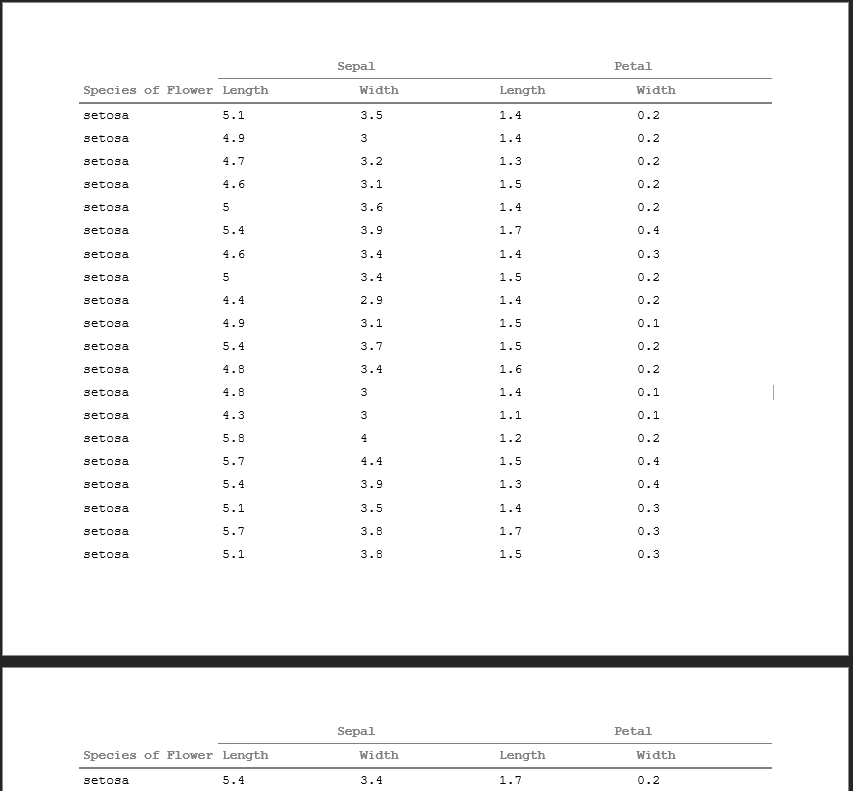 Sepal Petal
Species of Flower Length Width Length Width
setosa 5.1 3.5 1.4 0.2
setosa 4.9 3 1.4 0.2
setosa 4.7 3.2 1.3 0.2
setosa 4.6 3.1 1.5 0.2
setosa 5 3.6 1.4 0.2
setosa 5.4 3.9 1.7 0.4
setosa 4.6 3.4 1.4 0.3
setosa 5 3.4 1.5 0.2
setosa 4.4 2.9 1.4 0.2
setosa 4.9 3.1 1.5 0.1
setosa 5.4 3.7 1.5 0.2
setosa 4.8 3.4 1.6 0.2
setosa 4.8 3 1.4 0.1
setosa 4.3 3 1.1 0.1
setosa 5.8 4 1.2 0.2
setosa 5.7 4.4 1.5 0.4
setosa 5.4 3.9 1.3 0.4
setosa 5.1 3.5 1.4 0.3
setosa 5.7 3.8 1.7 0.3
setosa 5.1 3.8 1.5 0.3
Sepal Petal
Species of Flower Length Width Length Width
setosa 5.4 3.4 1.7 0.2